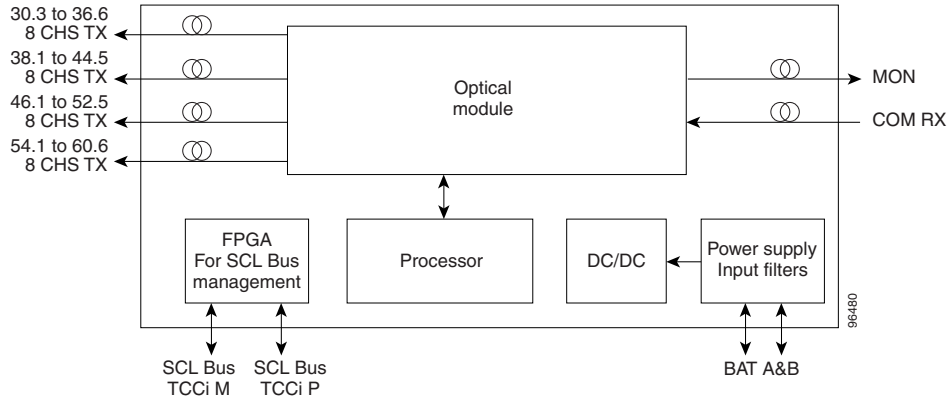 30.3 to 36.6
8 CHS TX
38.1 to 44.5
8 CHS TX
46.1 to 52.5
8 CHS TX
54.1 to 60.6
8 CHS TX
Optical
module
MON
COM RX
FPGA
For SCL Bus
management
Processor
DC/DC
Power supply
Input filters
96480
SCL Bus
TCCi M
SCL Bus
TCCi P
BAT A&B